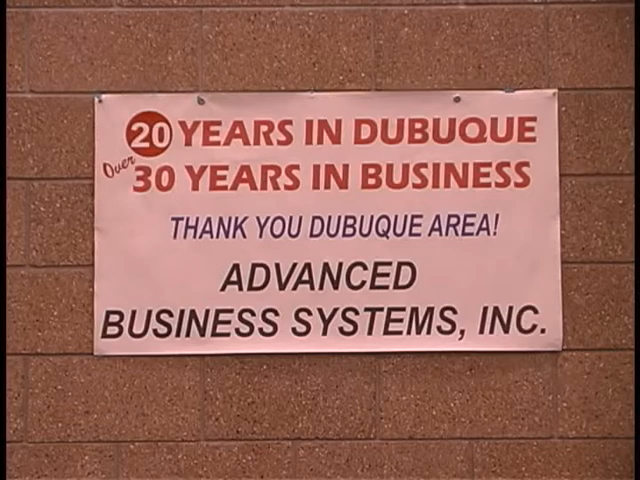 20 YEARS IN DUBUQUE
Over 30 YEARS IN BUSINESS
THANK YOU DUBUQUE AREA!
ADVANCED
BUSINESS SYSTEMS, INC.